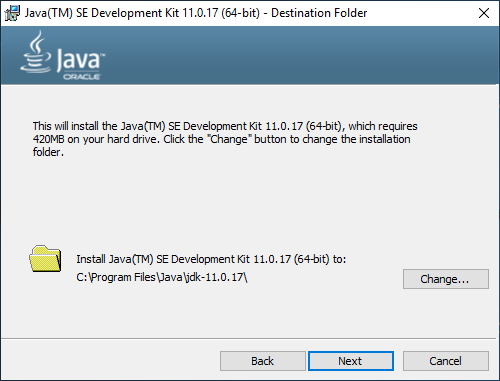 Java(TM) SE Development Kit 11.0.17 (64-bit) - Destination Folder
Java™
ORACLE
This will install the Java(TM) SE Development Kit 11.0.17 (64-bit), which requires
420MB on your hard drive. Click the "Change" button to change the installation
folder.
Install Java(TM) SE Development Kit 11.0.17 (64-bit) to:
C:\Program Files\Java\jdk-11.0.17\
Change...
Back
Next
Cancel